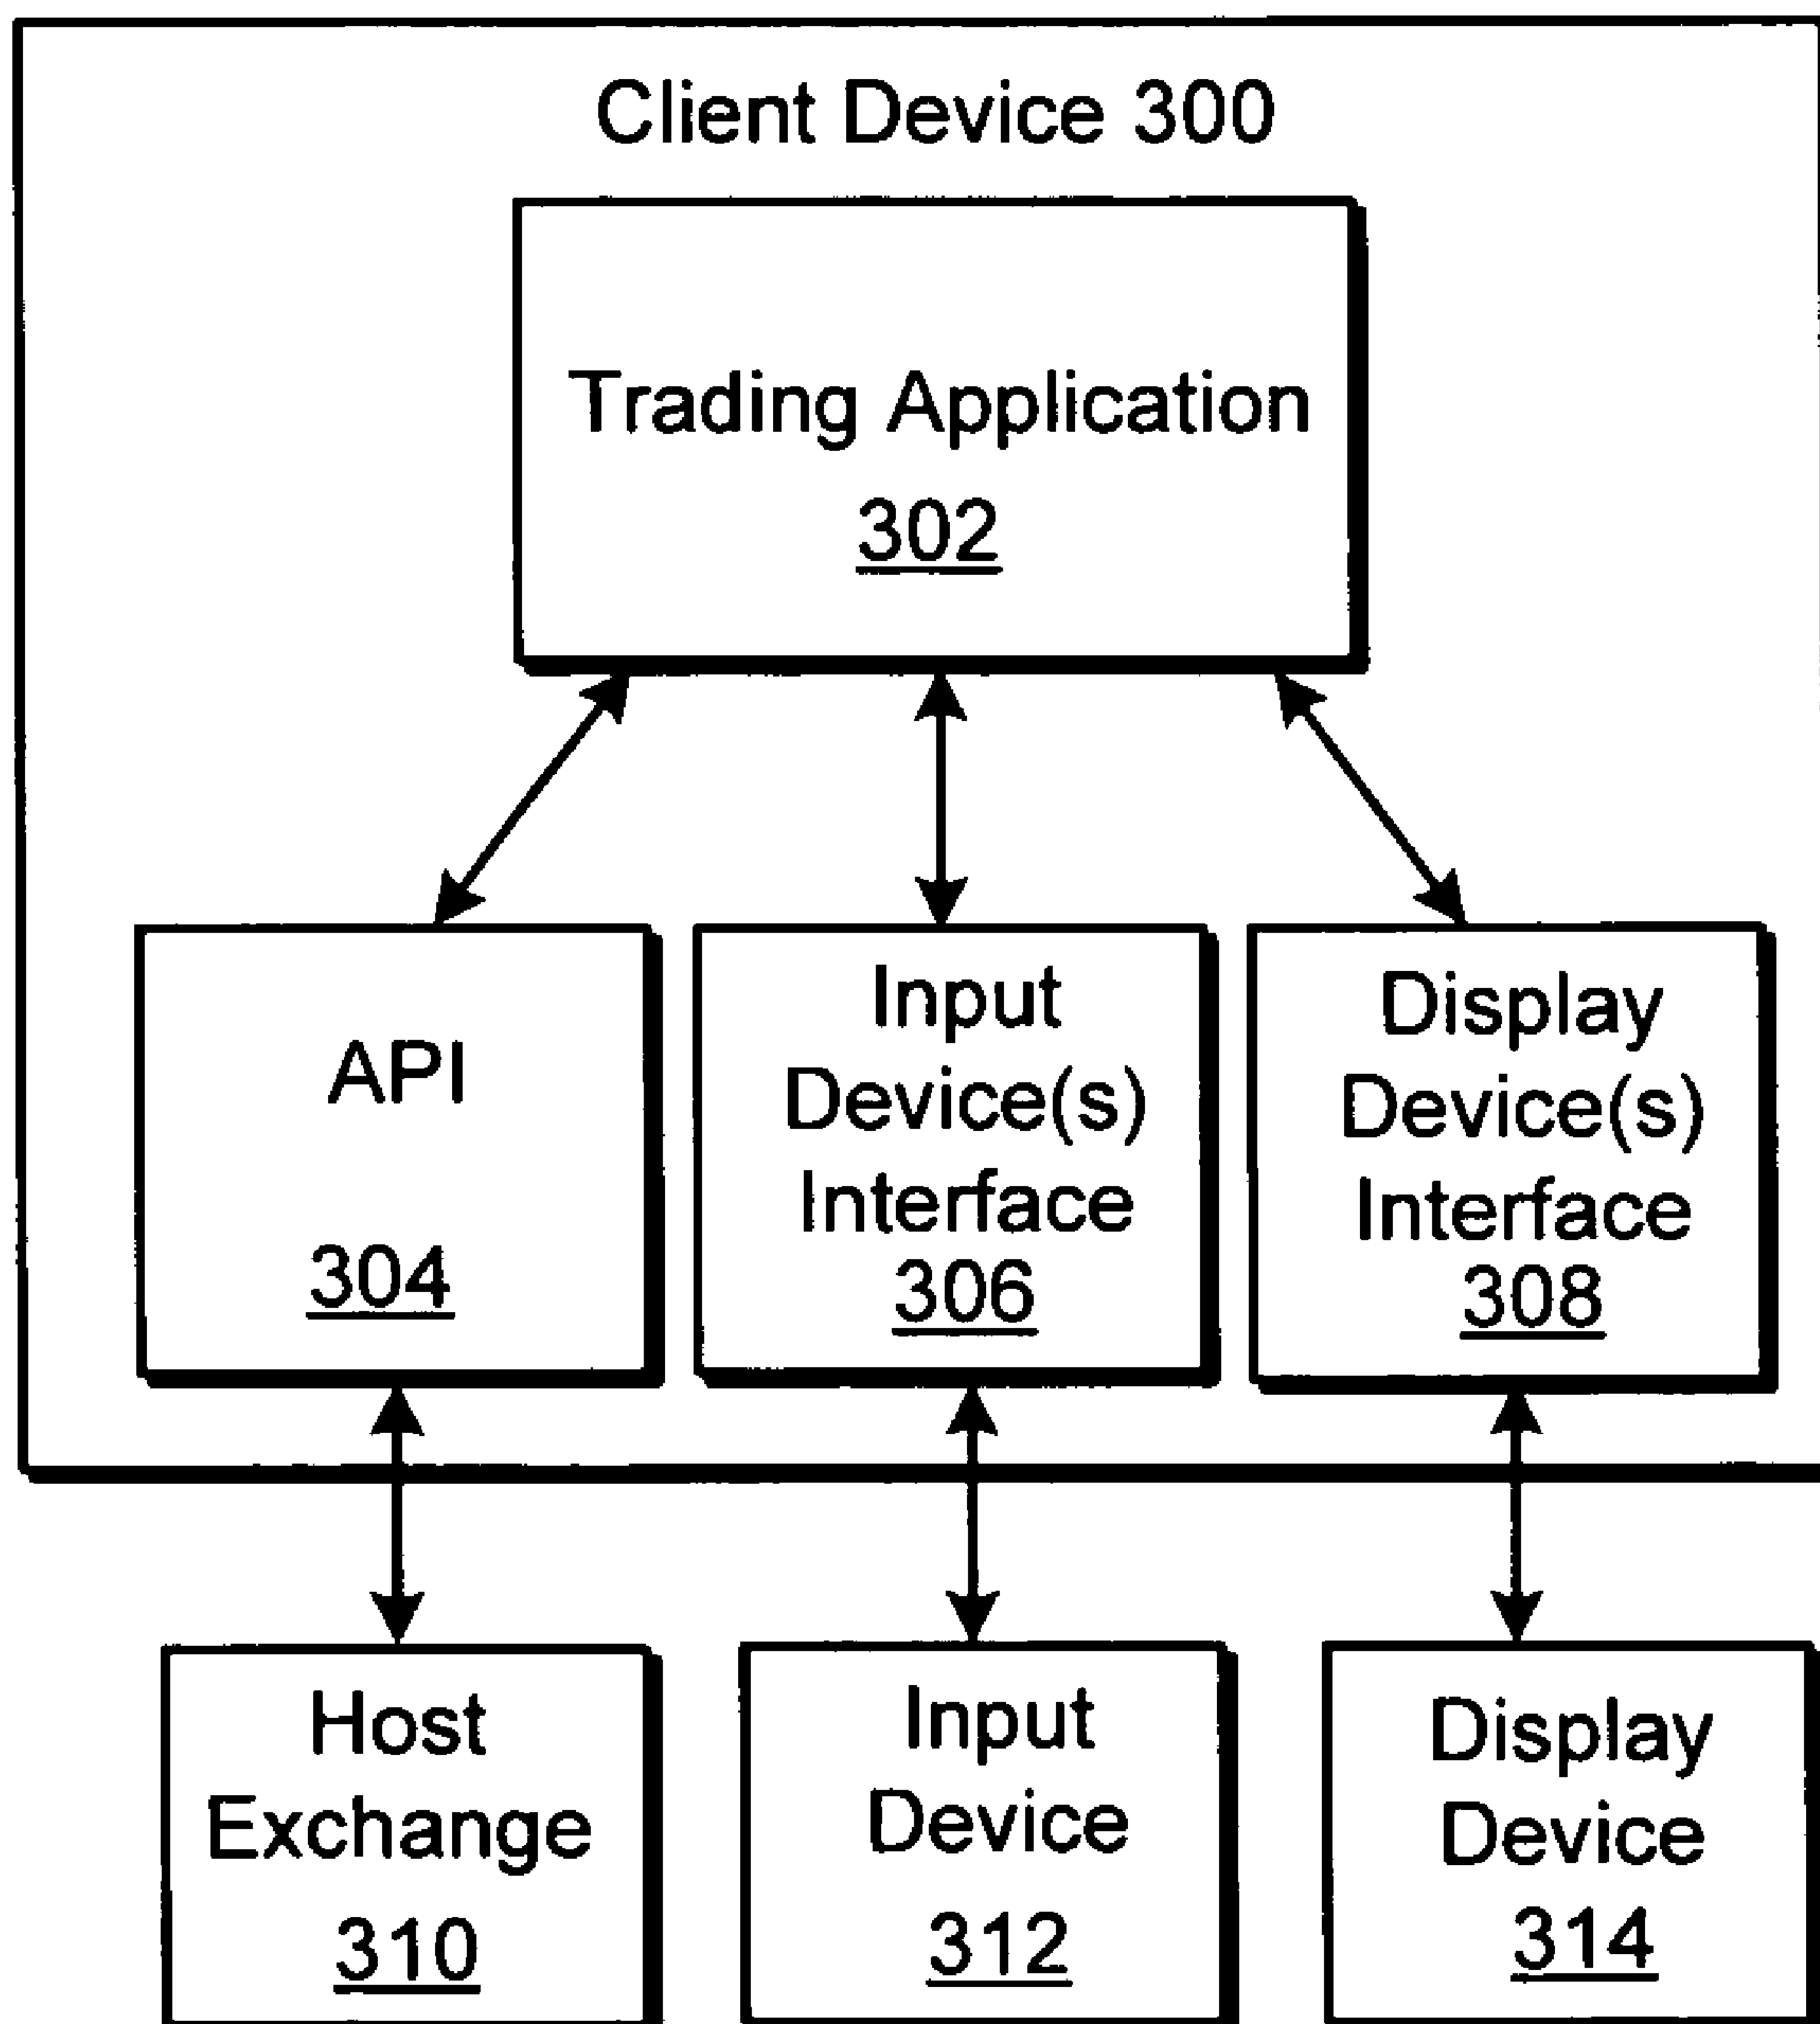 Client Device 300
Trading Application
302
API
304
Input
Device(s)
Interface
306
Display
Device(s)
Interface
308
Host
Exchange
310
Input
Device
312
Display
Device
314